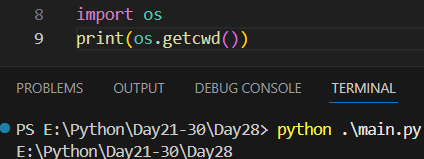 8 import os
9 print(os.getcwd())
PROBLEMS OUTPUT DEBUG CONSOLE TERMINAL
PS E:\Python\Day21-30\Day28> python .\main.py
E:\Python\Day21-30\Day28